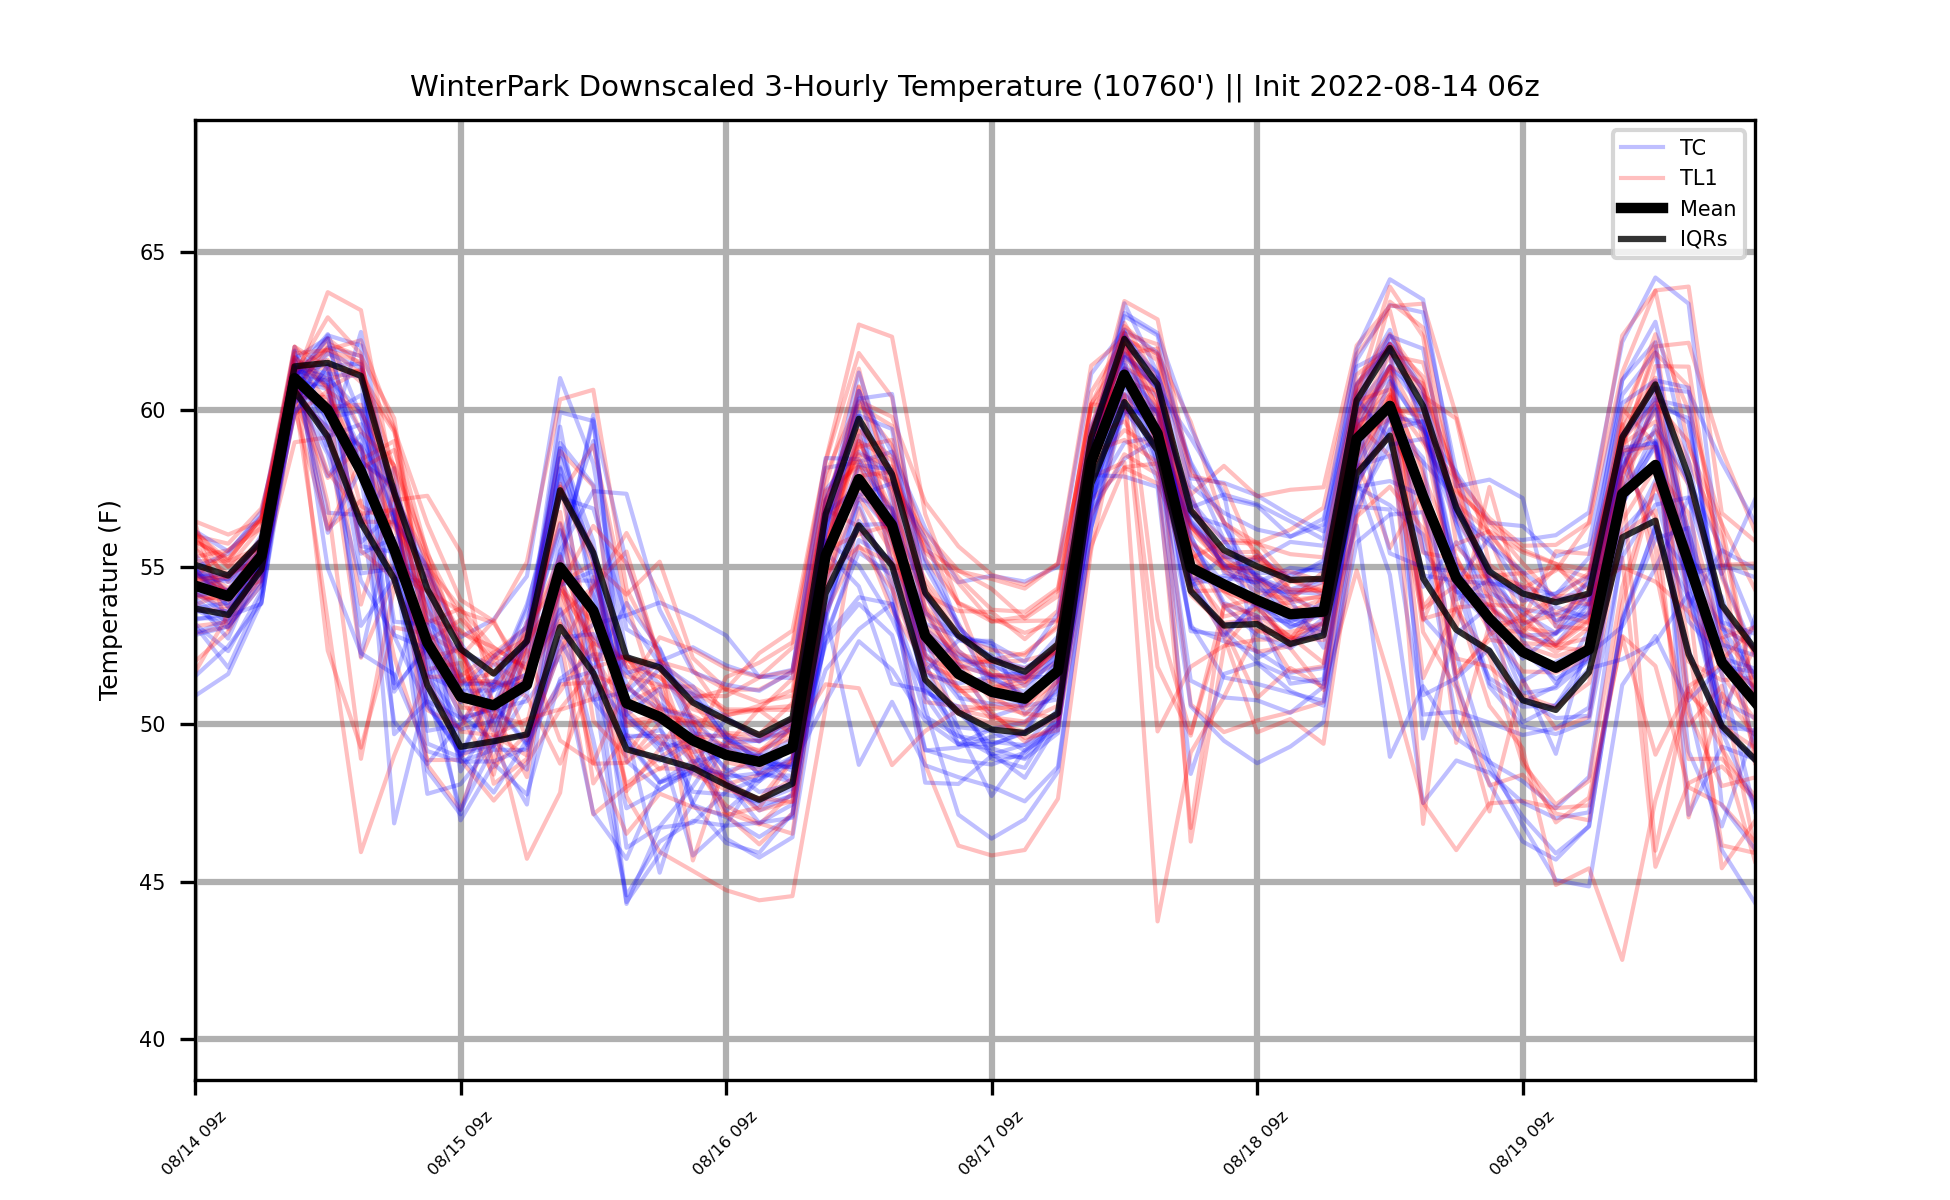 WinterPark Downscaled 3-Hourly Temperature (10760') || Init 2022-08-14 06z
TC
TL1
Mean
IQRs
Temperature (F)
65
60
55
50
45
40
08/14 09z
08/15 09z
08/16 09z
08/17 09z
08/18 09z
08/19 09z